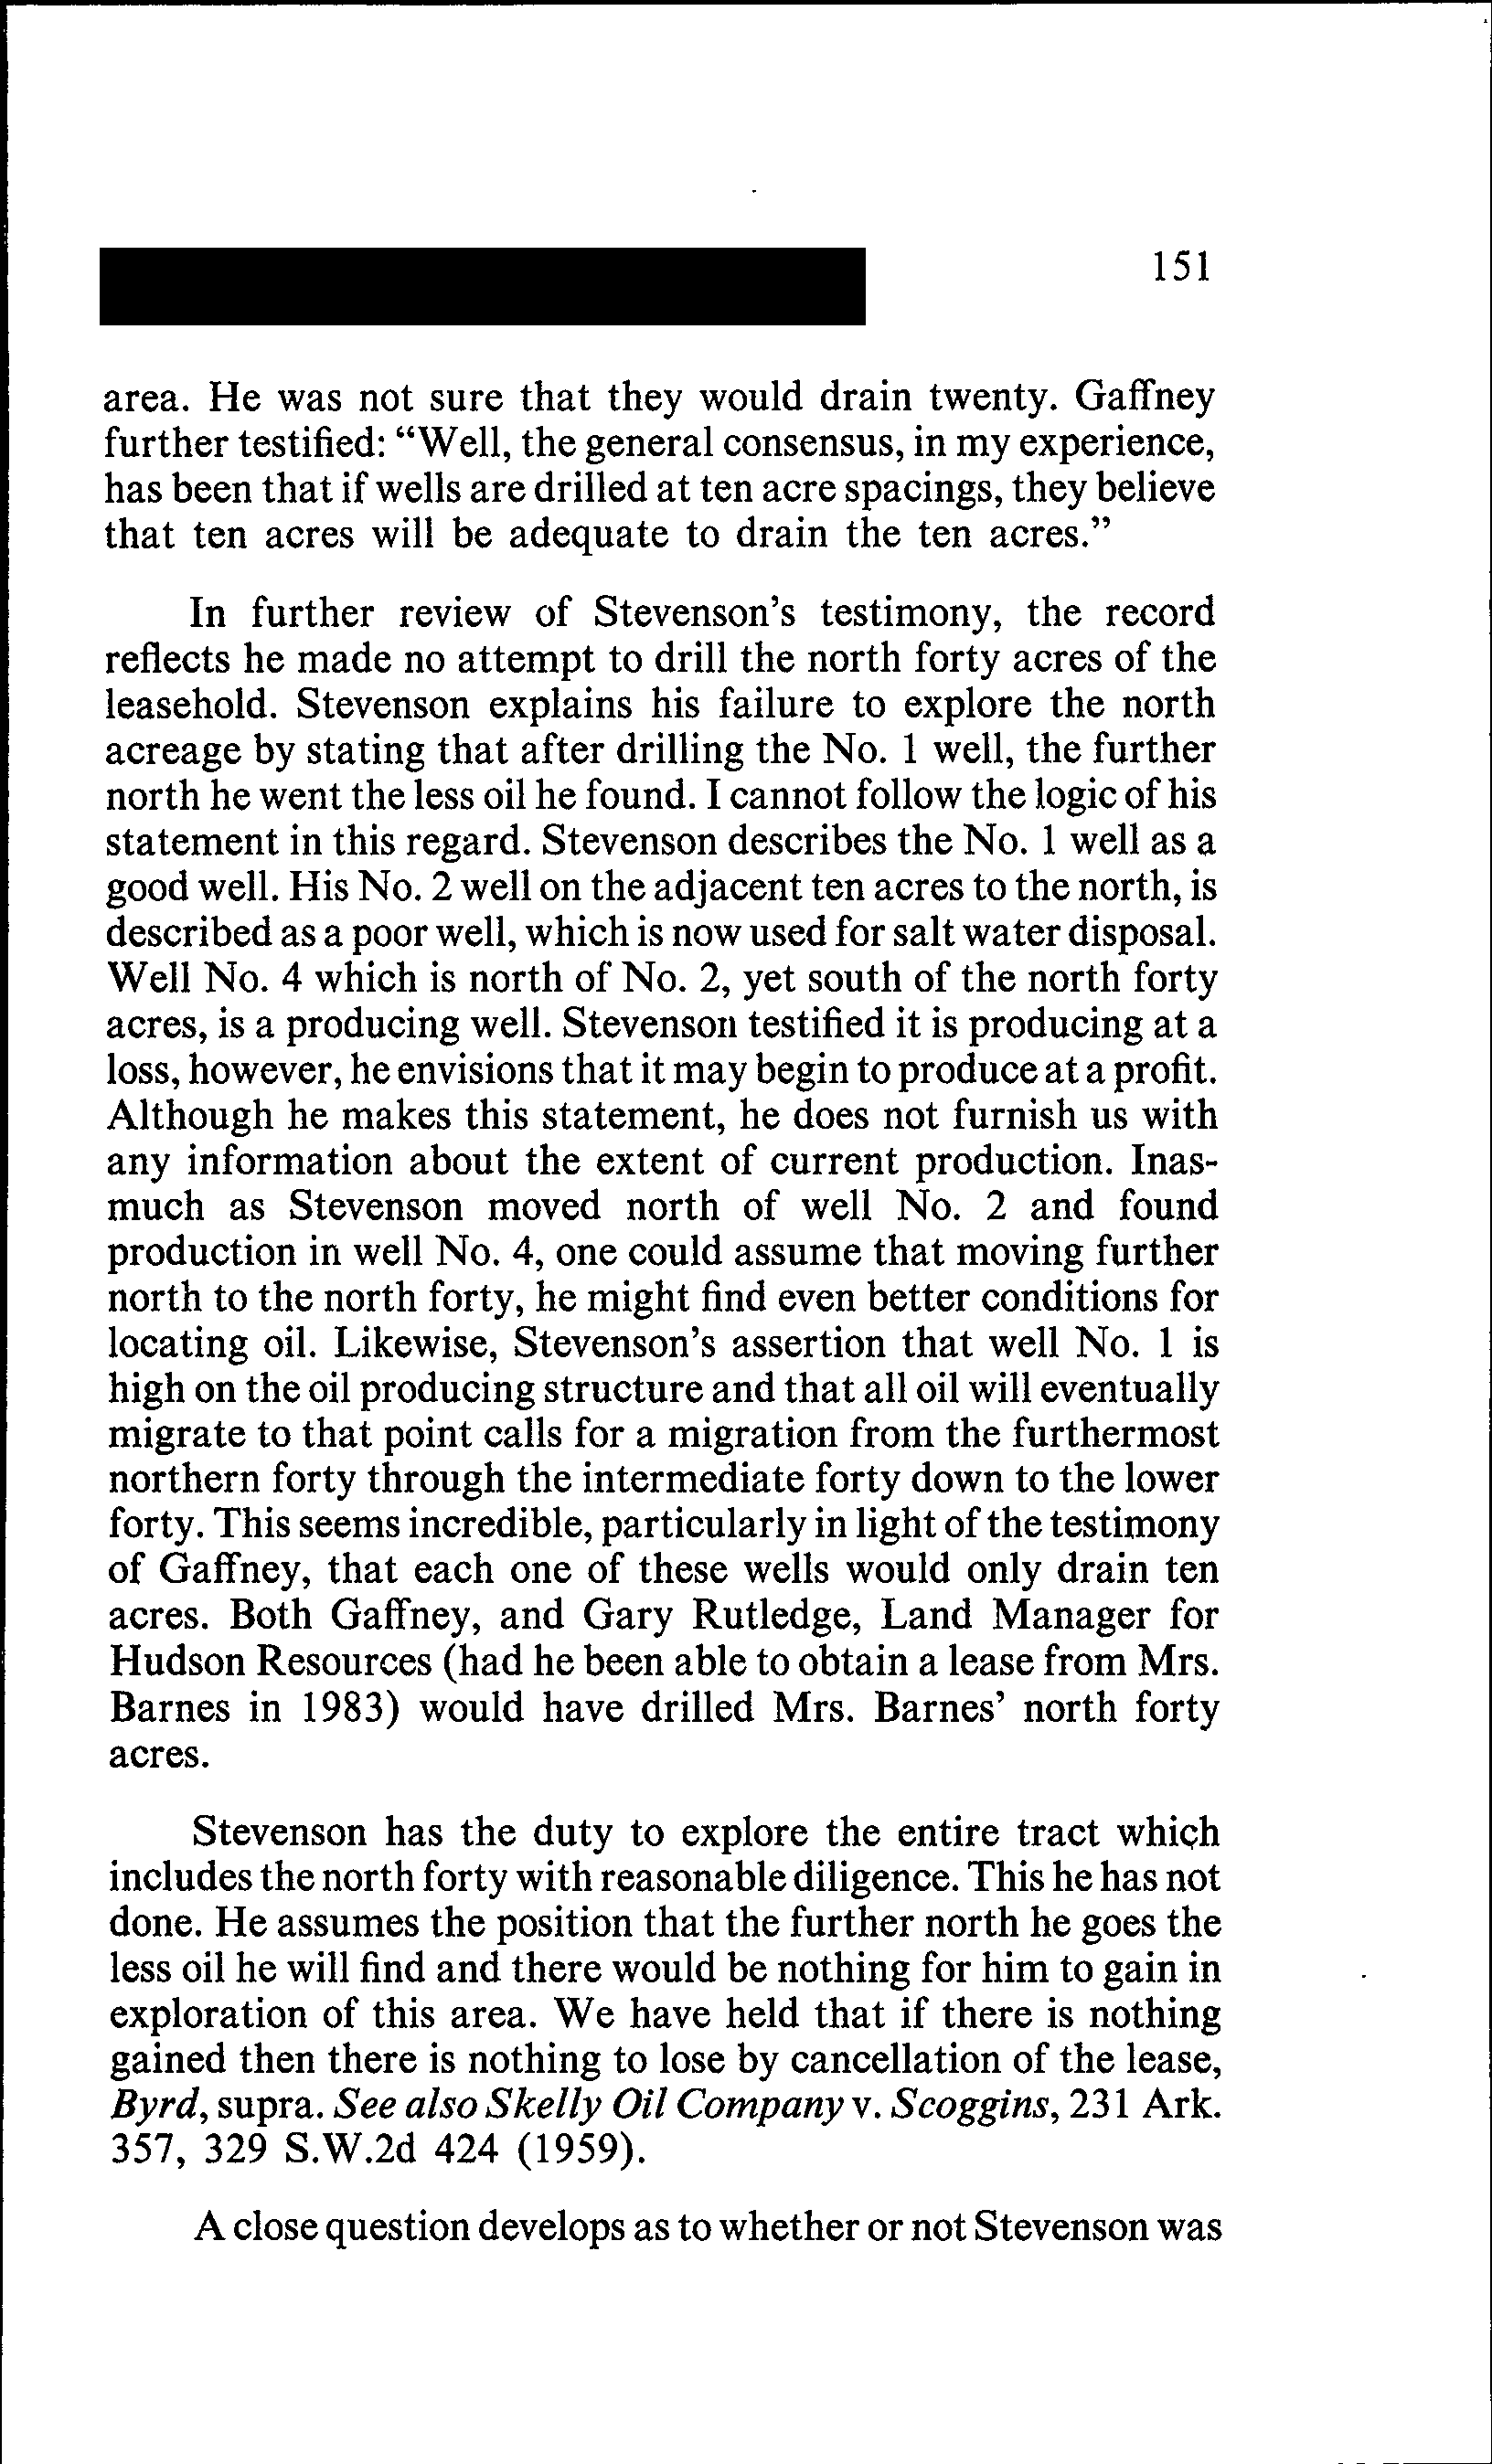 151
area. He was not sure that they would drain twenty. Gaffney
further testified: “Well, the general consensus, in my experience,
has been that if wells are drilled at ten acre spacings, they believe
that ten acres will be adequate to drain the ten acres.”
In further review of Stevenson's testimony, the record
reflects he made no attempt to drill the north forty acres of the
leasehold. Stevenson explains his failure to explore the north
acreage by stating that after drilling the No. 1 well, the further
north he went the less oil he found. I cannot follow the logic of his
statement in this regard. Stevenson describes the No. 1 well as a
good well. His No. 2 well on the adjacent ten acres to the north, is
described as a poor well, which is now used for salt water disposal.
Well No. 4 which is north of No. 2, yet south of the north forty
acres, is a producing well. Stevenson testified it is producing at a
loss, however, he envisions that it may begin to produce at a profit.
Although he makes this statement, he does not furnish us with
any information about the extent of current production. Inas-
much as Stevenson moved north of well No. 2 and found
production in well No. 4, one could assume that moving further
north to the north forty, he might find even better conditions for
locating oil. Likewise, Stevenson's assertion that well No. 1 is
high on the oil producing structure and that all oil will eventually
migrate to that point calls for a migration from the furthermost
northern forty through the intermediate forty down to the lower
forty. This seems incredible, particularly in light of the testimony
of Gaffney, that each one of these wells would only drain ten
acres. Both Gaffney, and Gary Rutledge, Land Manager for
Hudson Resources (had he been able to obtain a lease from Mrs.
Barnes in 1983) would have drilled Mrs. Barnes' north forty
acres.
Stevenson has the duty to explore the entire tract which
includes the north forty with reasonable diligence. This he has not
done. He assumes the position that the further north he goes the
less oil he will find and there would be nothing for him to gain in
exploration of this area. We have held that if there is nothing
gained then there is nothing to lose by cancellation of the lease,
Byrd, supra. See also Skelly Oil Company v. Scoggins, 231 Ark.
357, 329 S.W.2d 424 (1959).
A close question develops as to whether or not Stevenson was